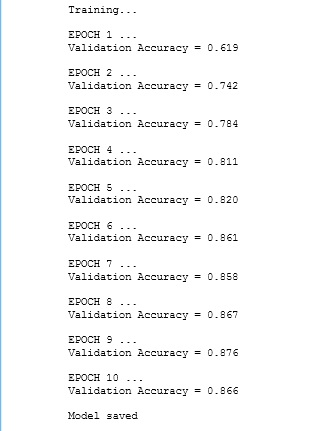 Training...
EPOCH 1 ...
Validation Accuracy = 0.619
EPOCH 2 ...
Validation Accuracy = 0.742
EPOCH 3 ...
Validation Accuracy = 0.784
EPOCH 4 ...
Validation Accuracy = 0.811
EPOCH 5 ...
Validation Accuracy = 0.820
EPOCH 6 ...
Validation Accuracy = 0.861
EPOCH 7 ...
Validation Accuracy = 0.858
EPOCH 8 ...
Validation Accuracy = 0.867
EPOCH 9 ...
Validation Accuracy = 0.876
EPOCH 10 ...
Validation Accuracy = 0.866
Model saved